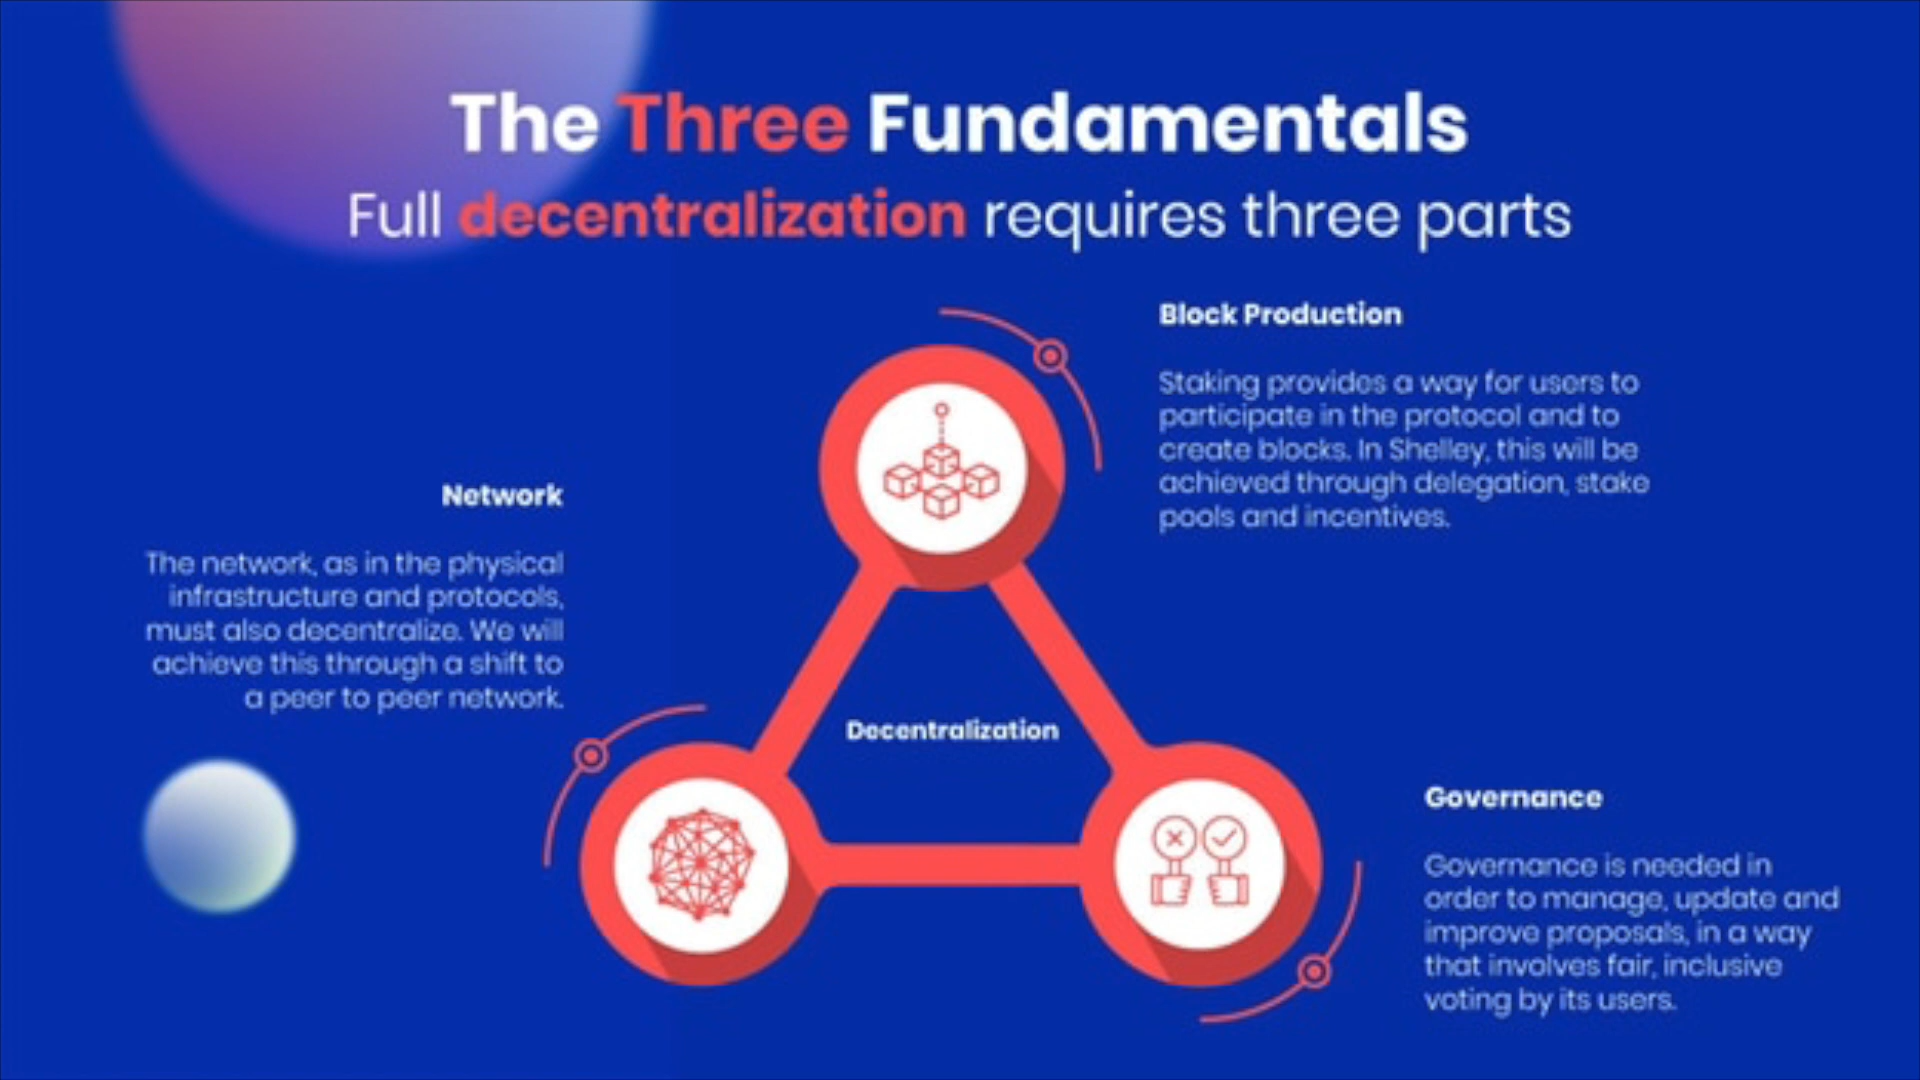 The Three Fundamentals
Full decentralization requires three parts
Block Production
Staking provides a way for users to
participate in the protocol and to
create blocks. In Shelley, this will be
achieved through delegation, stake
pools and incentives.
Network
The network, as in the physical
infrastructure and protocols,
must also decentralize. We will
achieve this through a shift to
a peer to peer network.
Decentralization
Governance
Governance is needed in
order to manage, update and
improve proposals, in a way
that involves fair, inclusive
voting by its users.